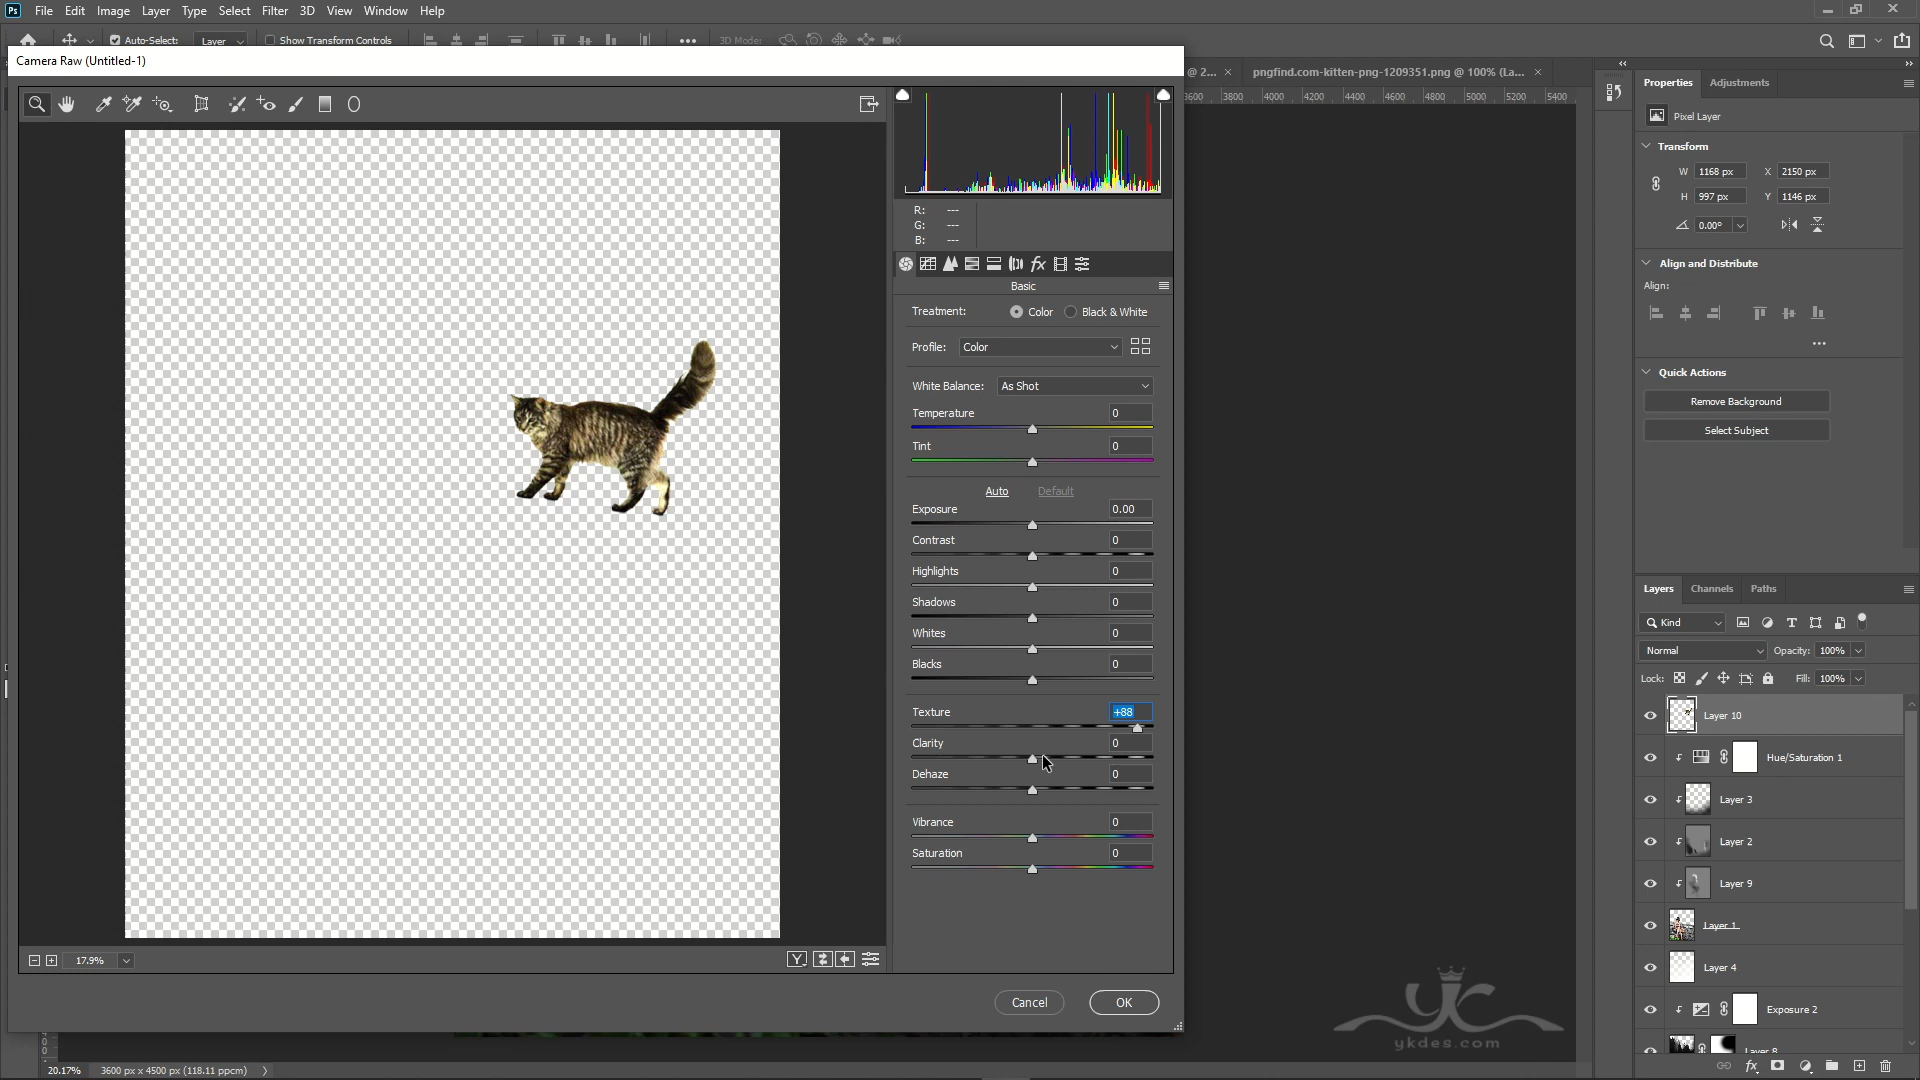 Ps File Edit Image Layer Type Select Filter 3D View Window Help
Auto-Select: Layer Show Transform Controls 3D Mode:
Camera Raw (Untitled-1)
@ 2... × pngfind.com-kitten-png-1209351.png @ 100% (La... ×
3600 3800 4000 4200 4400 4600 4800 5000 5200 5400
R: ---
G: ---
B: ---
fx
Basic
Treatment: Color Black & White
Profile: Color
White Balance: As Shot
Temperature 0
Tint 0
Auto Default
Exposure 0.00
Contrast 0
Highlights 0
Shadows 0
Whites 0
Blacks 0
Texture +88
Clarity 0
Dehaze 0
Vibrance 0
Saturation 0
17.9%
Y
Cancel OK
20.17% 3600 px x 4500 px (118.11 ppcm)
ykdes.com
Properties Adjustments
Pixel Layer
Transform
W 1168 px X 2150 px
H 997 px Y 1146 px
0.00°
Align and Distribute
Align:
Quick Actions
Remove Background
Select Subject
Layers Channels Paths
Kind
Normal Opacity: 100%
Lock: Fill: 100%
Layer 10
Hue/Saturation 1
Layer 3
Layer 2
Layer 9
Layer 1
Layer 4
Exposure 2
Layer 8
fx